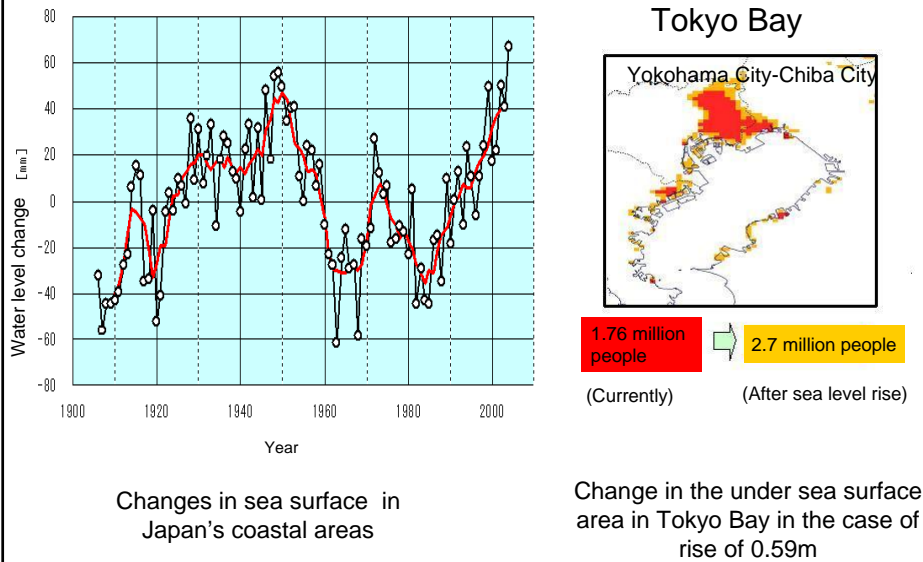 80
60
40
20
0
-20
-40
-60
-80
Water level change [mm]
1900 1920 1940 1960 1980 2000
Year
Changes in sea surface in
Japan's coastal areas
Tokyo Bay
Yokohama City-Chiba City
1.76 million
people
2.7 million people
(Currently)
(After sea level rise)
Change in the under sea surface
area in Tokyo Bay in the case of
rise of 0.59m